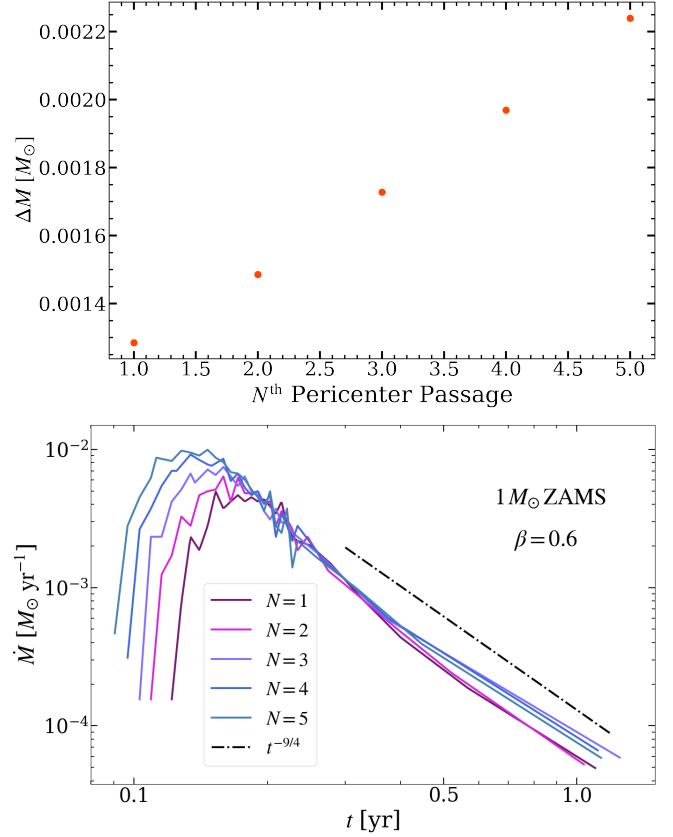 0.0022
0.0020
0.0018
0.0016
0.0014
ΔM [M⊙]
1.0 1.5 2.0 2.5 3.0 3.5 4.0 4.5 5.0
Nᵗʰ Pericenter Passage
10⁻²
10⁻³
10⁻⁴
Ṁ [M⊙ yr⁻¹]
1 M⊙ ZAMS
β = 0.6
N = 1
N = 2
N = 3
N = 4
N = 5
t⁻⁹ᐟ⁴
0.1 0.5 1.0
t [yr]